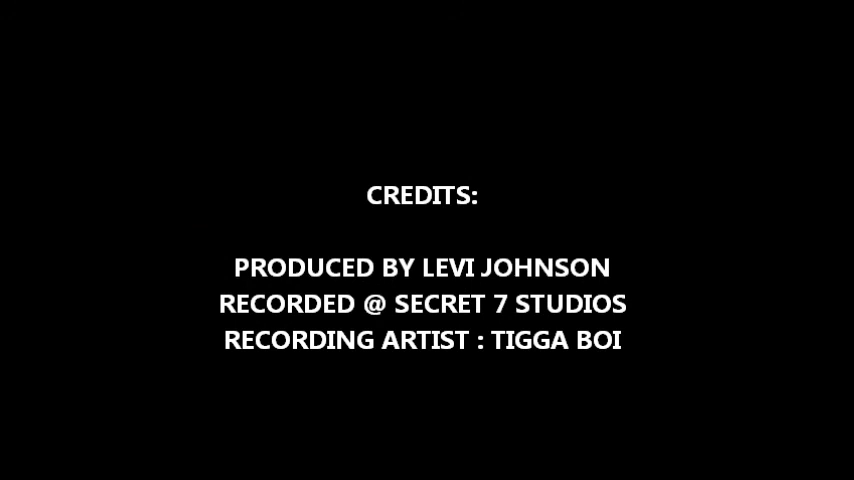 CREDITS:
PRODUCED BY LEVI JOHNSON
RECORDED @ SECRET 7 STUDIOS
RECORDING ARTIST : TIGGA BOI